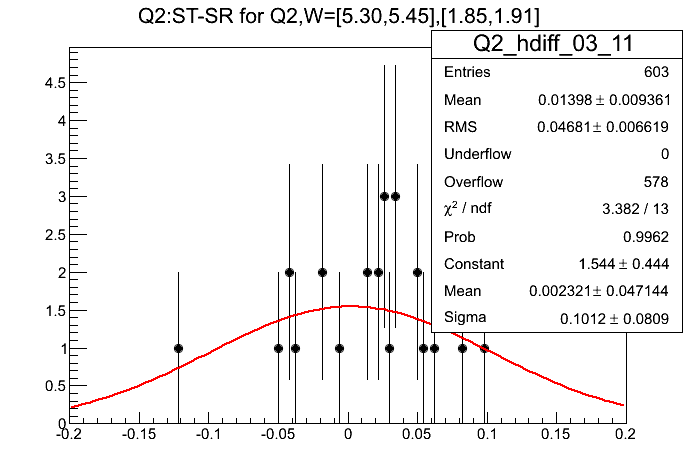 Q2:ST-SR for Q2,W=[5.30,5.45],[1.85,1.91]
Q2_hdiff_03_11
Entries 603
Mean 0.01398 ± 0.009361
RMS 0.04681 ± 0.006619
Underflow 0
Overflow 578
χ² / ndf 3.382 / 13
Prob 0.9962
Constant 1.544 ± 0.444
Mean 0.002321 ± 0.047144
Sigma 0.1012 ± 0.0809
4.5
4
3.5
3
2.5
2
1.5
1
0.5
0
-0.2 -0.15 -0.1 -0.05 0 0.05 0.1 0.15 0.2